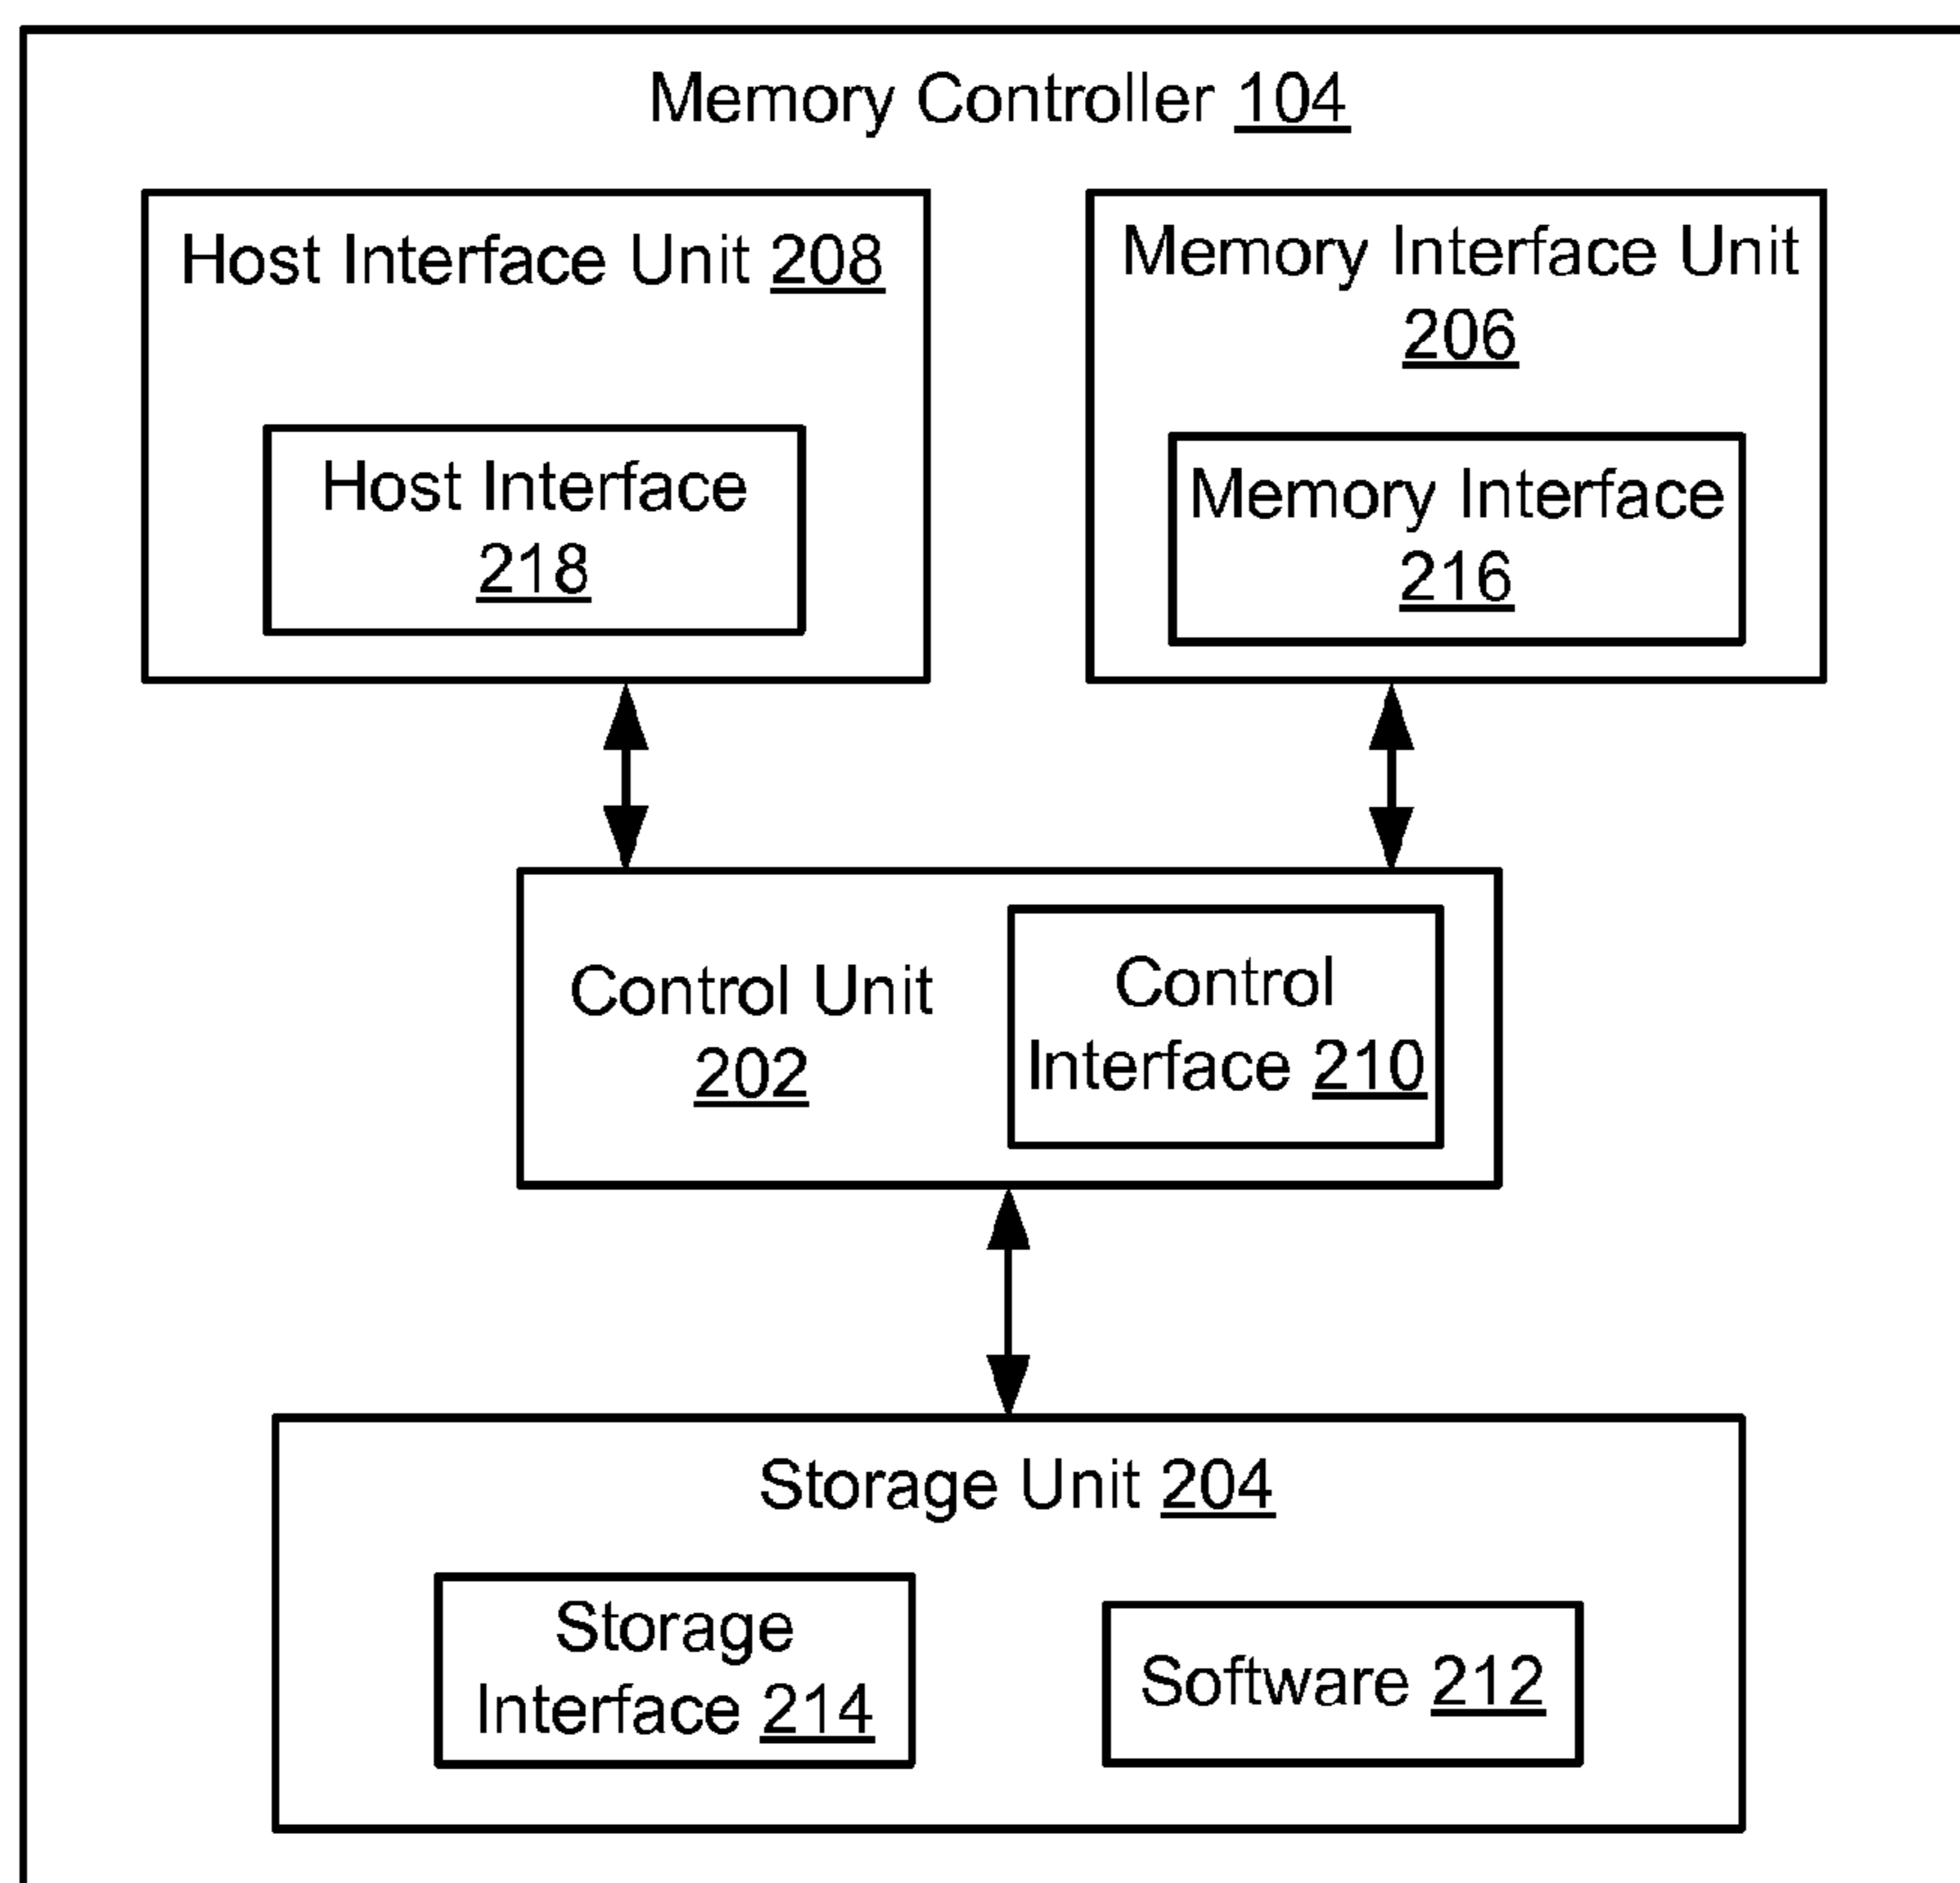 Memory Controller 104
Host Interface Unit 208
Host Interface
218
Memory Interface Unit
206
Memory Interface
216
Control Unit
202
Control
Interface 210
Storage Unit 204
Storage
Interface 214
Software 212